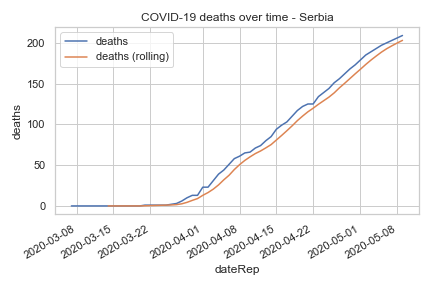 COVID-19 deaths over time - Serbia
deaths
deaths (rolling)
200
150
100
50
0
deaths
2020-03-08
2020-03-15
2020-03-22
2020-04-01
2020-04-08
2020-04-15
2020-04-22
2020-05-01
2020-05-08
dateRep